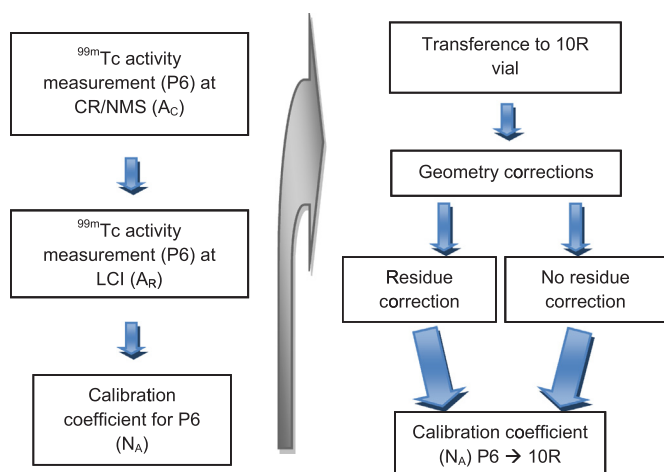 ⁹⁹ᵐTc activity
measurement (P6) at
CR/NMS (A_C)
⁹⁹ᵐTc activity
measurement (P6) at
LCI (A_R)
Calibration
coefficient for P6
(N_A)
Transference to 10R
vial
Geometry corrections
Residue
correction
No residue
correction
Calibration coefficient
(N_A) P6 → 10R